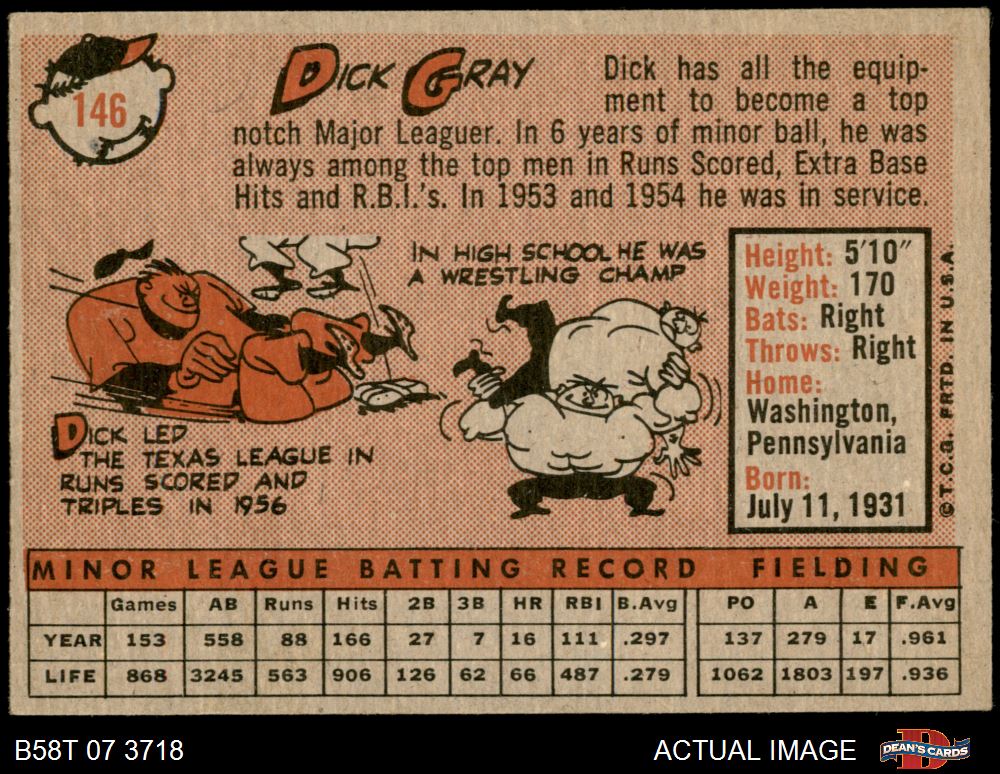 146
DICK GRAY
Dick has all the equip-
ment to become a top
notch Major Leaguer. In 6 years of minor ball, he was
always among the top men in Runs Scored, Extra Base
Hits and R.B.I.'s. In 1953 and 1954 he was in service.
IN HIGH SCHOOL HE WAS
A WRESTLING CHAMP
DICK LED
THE TEXAS LEAGUE IN
RUNS SCORED AND
TRIPLES IN 1956
Height: 5'10"
Weight: 170
Bats: Right
Throws: Right
Home:
Washington,
Pennsylvania
Born:
July 11, 1931
© T.C.G. PRTD. IN U.S.A.
MINOR LEAGUE BATTING RECORD FIELDING
Games AB Runs Hits 2B 3B HR RBI B.Avg PO A E F.Avg
YEAR 153 558 88 166 27 7 16 111 .297 137 279 17 .961
LIFE 868 3245 563 906 126 62 66 487 .279 1062 1803 197 .936
B58T 07 3718 ACTUAL IMAGE DEAN'S CARDS